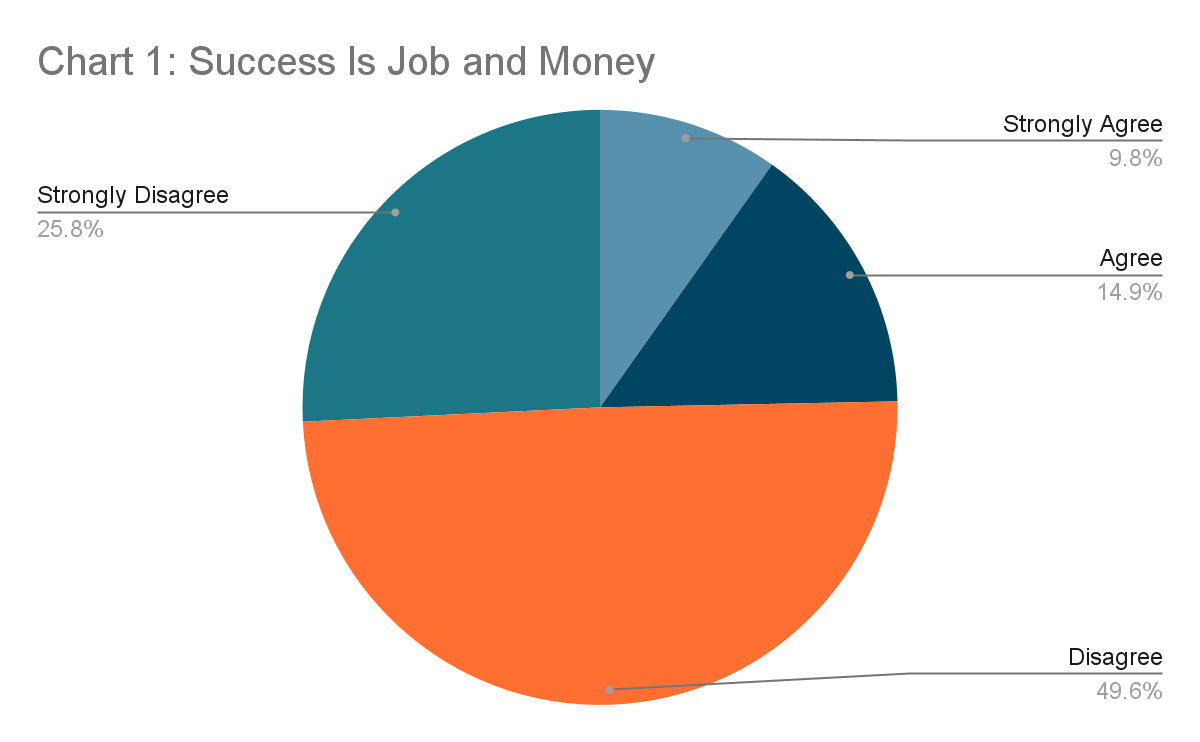 Chart 1: Success Is Job and Money
Strongly Agree
9.8%
Strongly Disagree
25.8%
Agree
14.9%
Disagree
49.6%